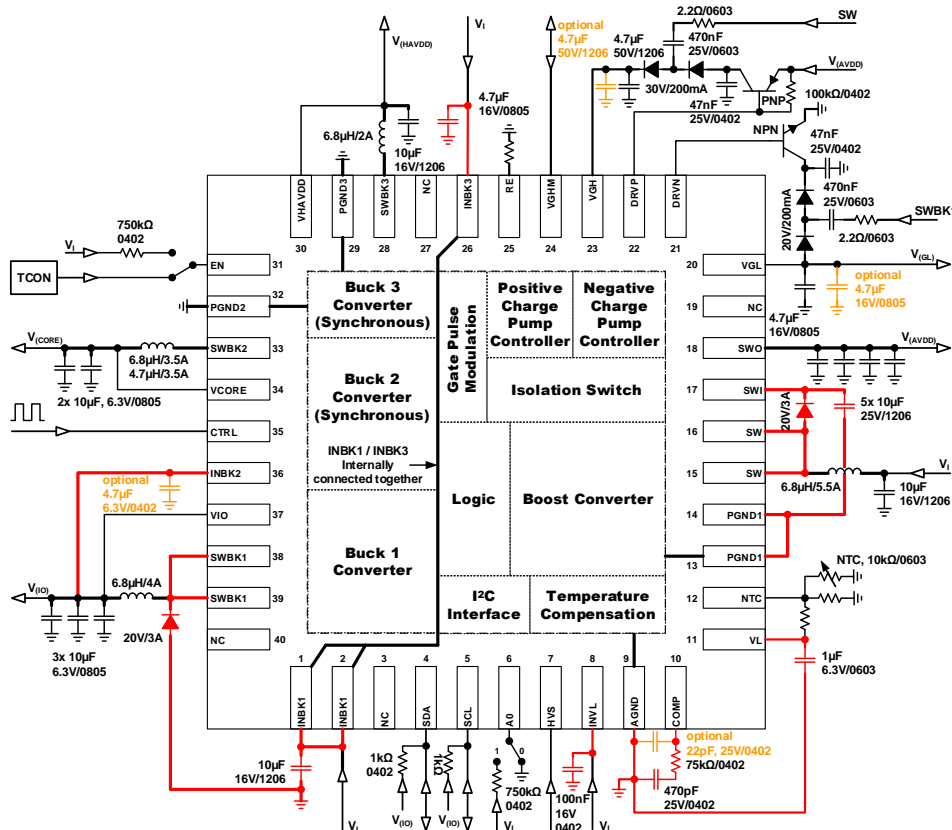 optional
4.7µF
50V/1206
V(HAVDD)
VI
4.7µF
50V/1206
2.2Ω/0603
470nF
25V/0603
SW
V(AVDD)
30V/200mA
PNP
100kΩ/0402
47nF
25V/0402
NPN
47nF
25V/0402
4.7µF
16V/0805
6.8µH/2A
10µF
16V/1206
RE
470nF
25V/0603
20V/200mA
SWBK1
2.2Ω/0603
VHAVDD
PGND3
SWBK3
NC
INBK3
RE
VGHM
VGH
DRVP
DRVN
30
29
28
27
26
25
24
23
22
21
750kΩ
0402
VI
TCON
EN
31
PGND2
32
V(CORE)
6.8µH/3.5A
4.7µH/3.5A
SWBK2
33
VCORE
34
2x 10µF, 6.3V/0805
CTRL
35
INBK2
36
optional
4.7µF
6.3V/0402
VIO
37
SWBK1
38
V(IO)
6.8µH/4A
SWBK1
39
NC
40
20V/3A
3x 10µF
6.3V/0805
Buck 3
Converter
(Synchronous)
Buck 2
Converter
(Synchronous)
INBK1 / INBK3
Internally
connected together
Buck 1
Converter
Gate Pulse
Modulation
Positive
Charge
Pump
Controller
Negative
Charge
Pump
Controller
Isolation Switch
Logic
Boost Converter
I²C
Interface
Temperature
Compensation
20
VGL
V(GL)
optional
4.7µF
16V/0805
19
NC
4.7µF
16V/0805
18
SWO
V(AVDD)
17
SWI
5x 10µF
25V/1206
20V/3A
16
SW
15
SW
VI
6.8µH/5.5A
10µF
16V/1206
14
PGND1
13
PGND1
NTC, 10kΩ/0603
12
NTC
11
VL
1µF
6.3V/0603
1
2
3
4
5
6
7
8
9
10
INBK1
INBK1
NC
SDA
SCL
A0
HVS
INVL
AGND
COMP
10µF
16V/1206
VI
1kΩ
0402
V(IO)
1kΩ
V(IO)
1
0
750kΩ
0402
VI
100nF
16V
0402
VI
optional
22pF, 25V/0402
75kΩ/0402
470pF
25V/0402